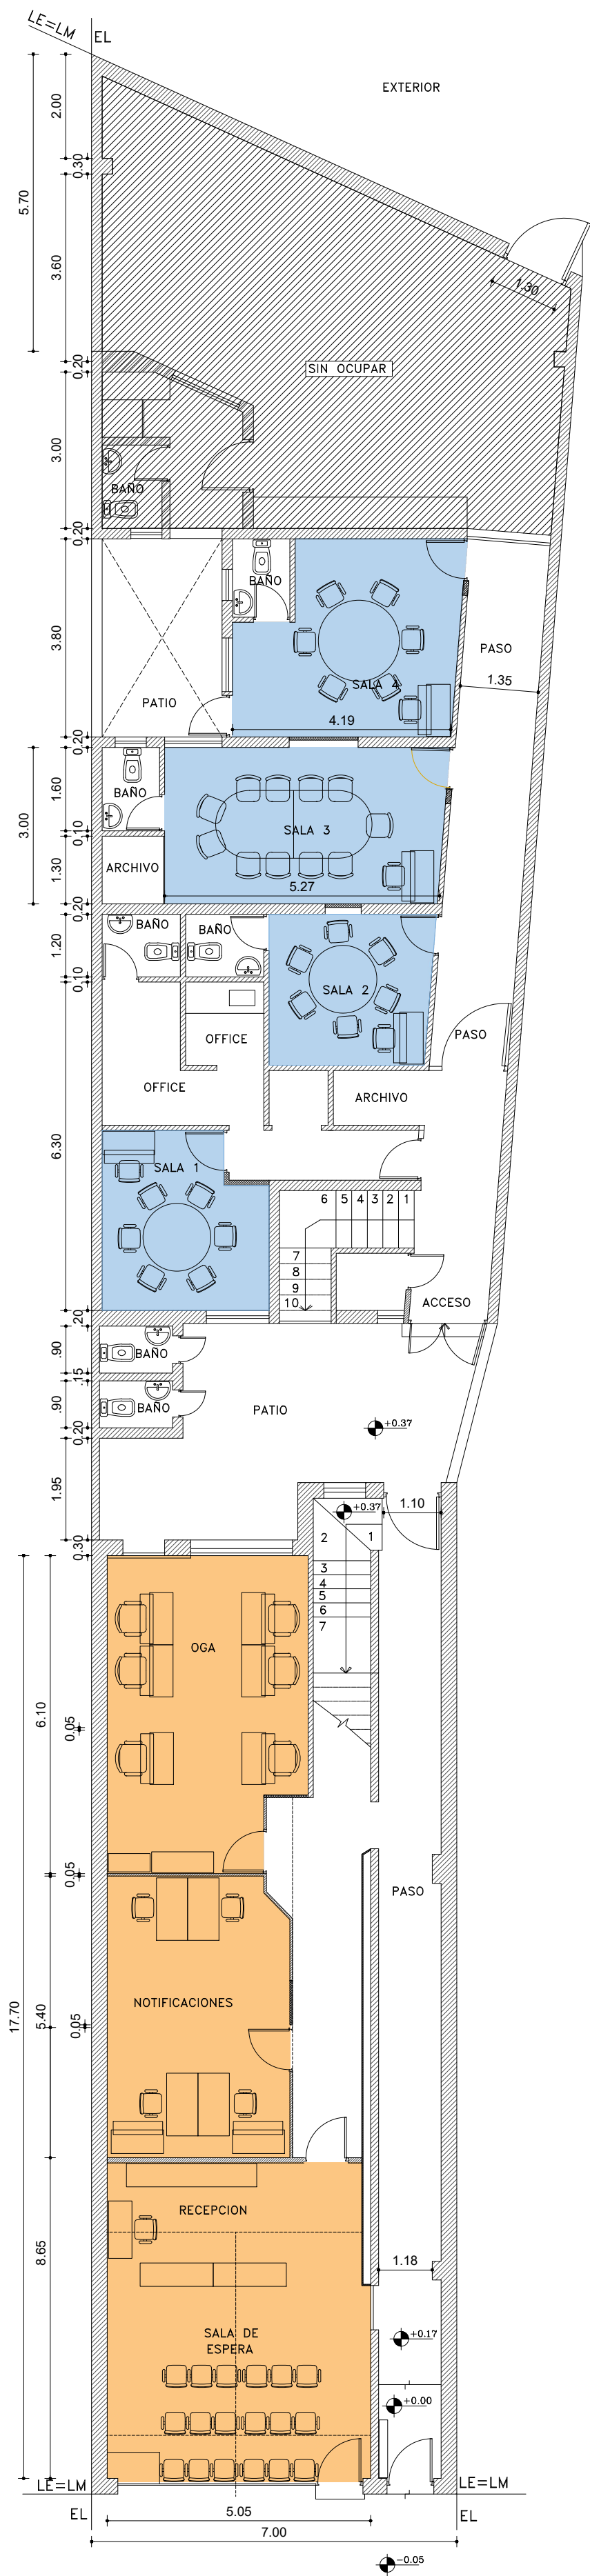 LE=LM
EL
EXTERIOR
2.00
0.30
5.70
3.60
1.30
0.20
SIN OCUPAR
3.00
BAÑO
0.20
BAÑO
3.80
PASO
SALA 4
1.35
PATIO
4.19
0.20
3.00
1.60
BAÑO
SALA 3
0.10
1.30
ARCHIVO
5.27
0.20
BAÑO
BAÑO
1.20
0.10
SALA 2
PASO
OFFICE
OFFICE
ARCHIVO
6.30
SALA 1
6 5 4 3 2 1
7
8
9
10
ACCESO
.20
.90
BAÑO
.15
.90
BAÑO
PATIO
0.20
+0.37
1.95
+0.37
1.10
2 1
0.30
3
4
5
6
7
OGA
6.10
0.05
0.05
PASO
NOTIFICACIONES
17.70
5.40
0.05
RECEPCION
8.65
1.18
SALA DE
ESPERA
+0.17
+0.00
LE=LM
LE=LM
EL
EL
5.05
7.00
-0.05